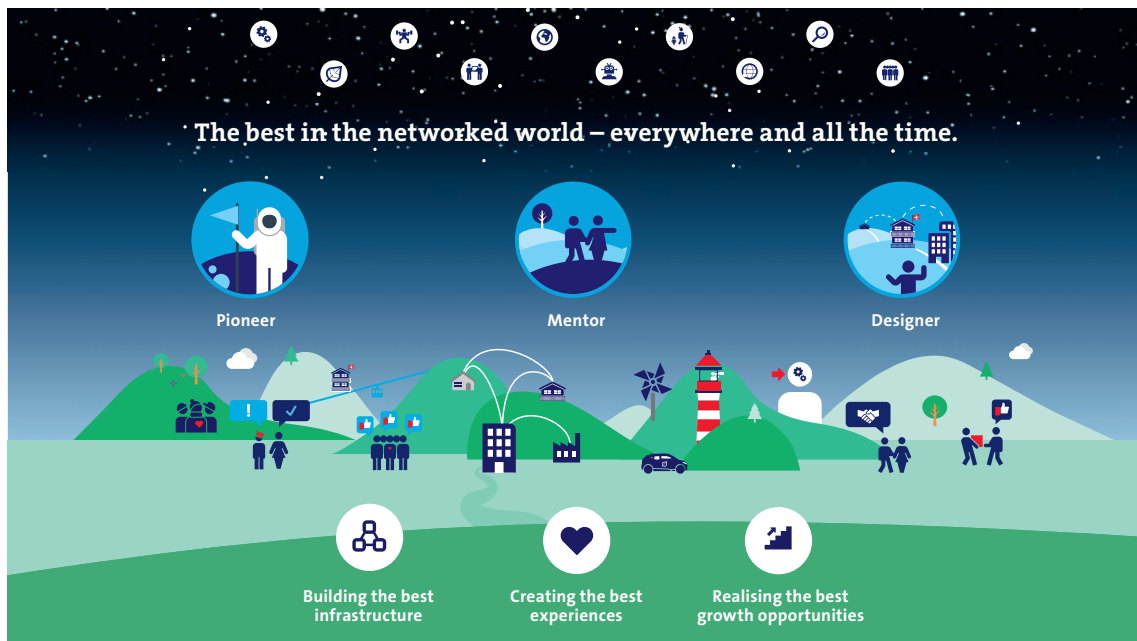 The best in the networked world – everywhere and all the time.
Pioneer
Mentor
Designer
!
Building the best
infrastructure
Creating the best
experiences
Realising the best
growth opportunities